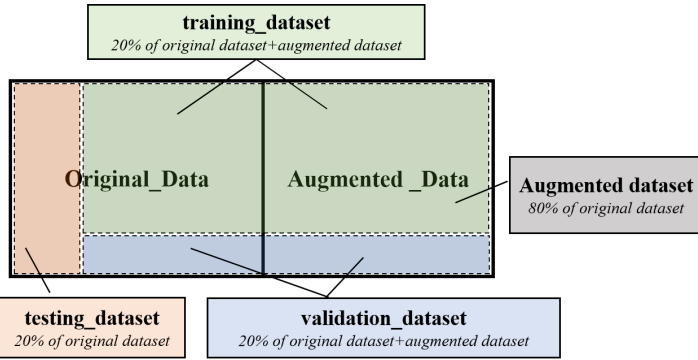 training_dataset
20% of original dataset+augmented dataset
Original_Data
Augmented _Data
Augmented dataset
80% of original dataset
testing_dataset
20% of original dataset
validation_dataset
20% of original dataset+augmented dataset